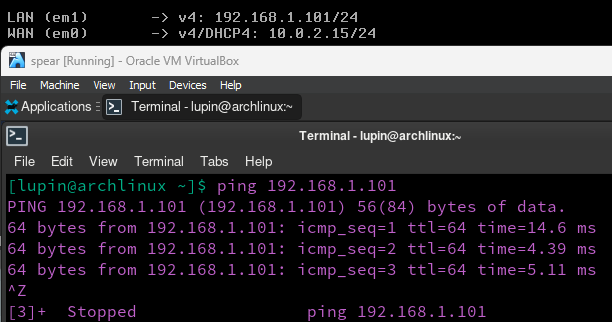 LAN (em1) -> v4: 192.168.1.101/24
WAN (em0) -> v4/DHCP4: 10.0.2.15/24
spear [Running] - Oracle VM VirtualBox
File Machine View Input Devices Help
Applications Terminal - lupin@archlinux:~
Terminal - lupin@archlinux:~
File Edit View Terminal Tabs Help
[lupin@archlinux ~]$ ping 192.168.1.101
PING 192.168.1.101 (192.168.1.101) 56(84) bytes of data.
64 bytes from 192.168.1.101: icmp_seq=1 ttl=64 time=14.6 ms
64 bytes from 192.168.1.101: icmp_seq=2 ttl=64 time=4.39 ms
64 bytes from 192.168.1.101: icmp_seq=3 ttl=64 time=5.11 ms
^Z
[3]+ Stopped ping 192.168.1.101